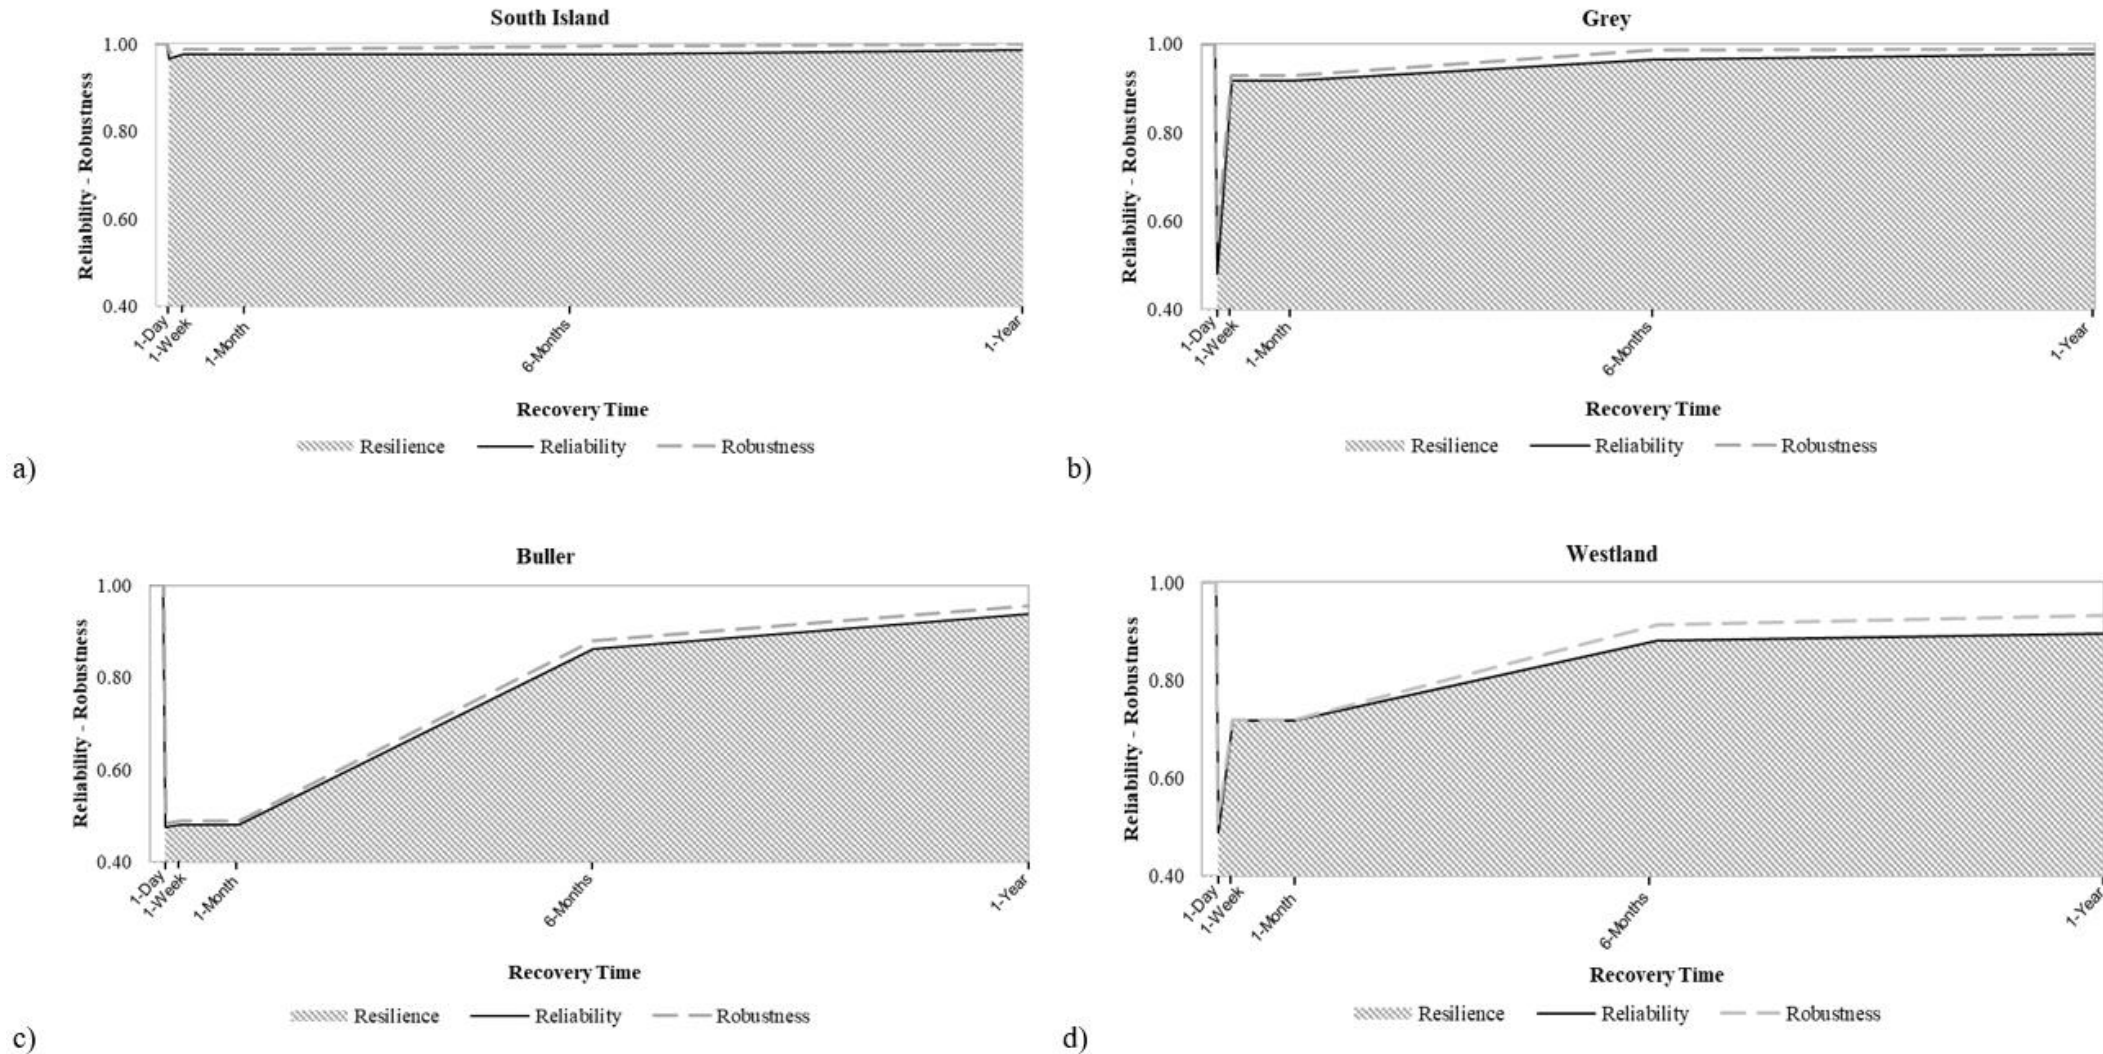 South Island
1.00
0.80
0.60
0.40
Reliability - Robustness
1-Day
1-Week
1-Month
6-Months
1-Year
Recovery Time
Resilience Reliability Robustness
a)
Grey
1.00
0.80
0.60
0.40
Reliability - Robustness
1-Day
1-Week
1-Month
6-Months
1-Year
Recovery Time
Resilience Reliability Robustness
b)
Buller
1.00
0.80
0.60
0.40
Reliability - Robustness
1-Day
1-Week
1-Month
6-Months
1-Year
Recovery Time
Resilience Reliability Robustness
c)
Westland
1.00
0.80
0.60
0.40
Reliability - Robustness
1-Day
1-Week
1-Month
6-Months
1-Year
Recovery Time
Resilience Reliability Robustness
d)